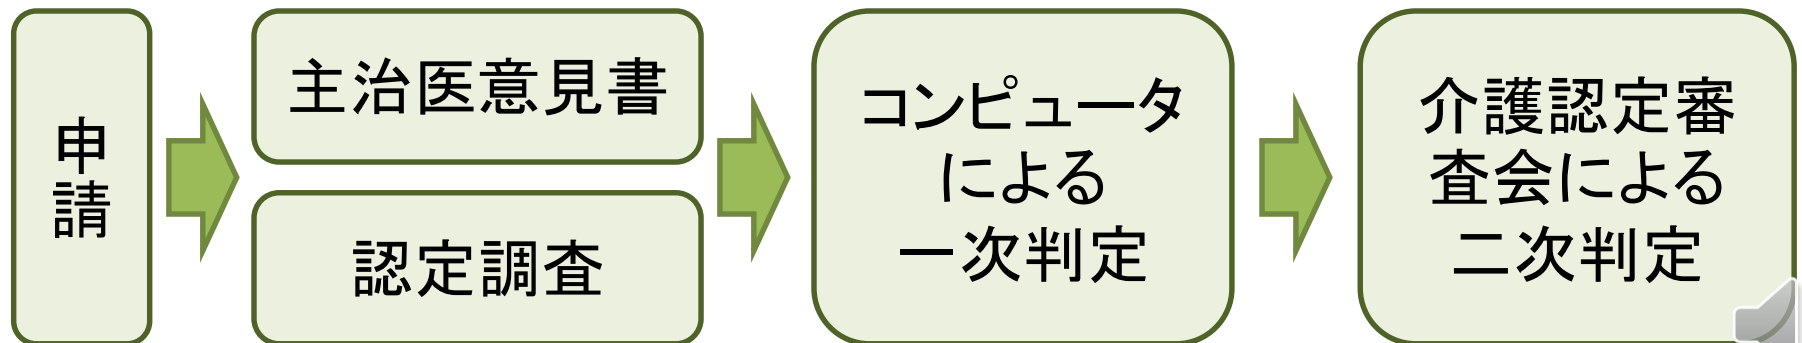 申
請
主治医意見書
認定調査
コンピュータ
による
一次判定
介護認定審
査会による
二次判定